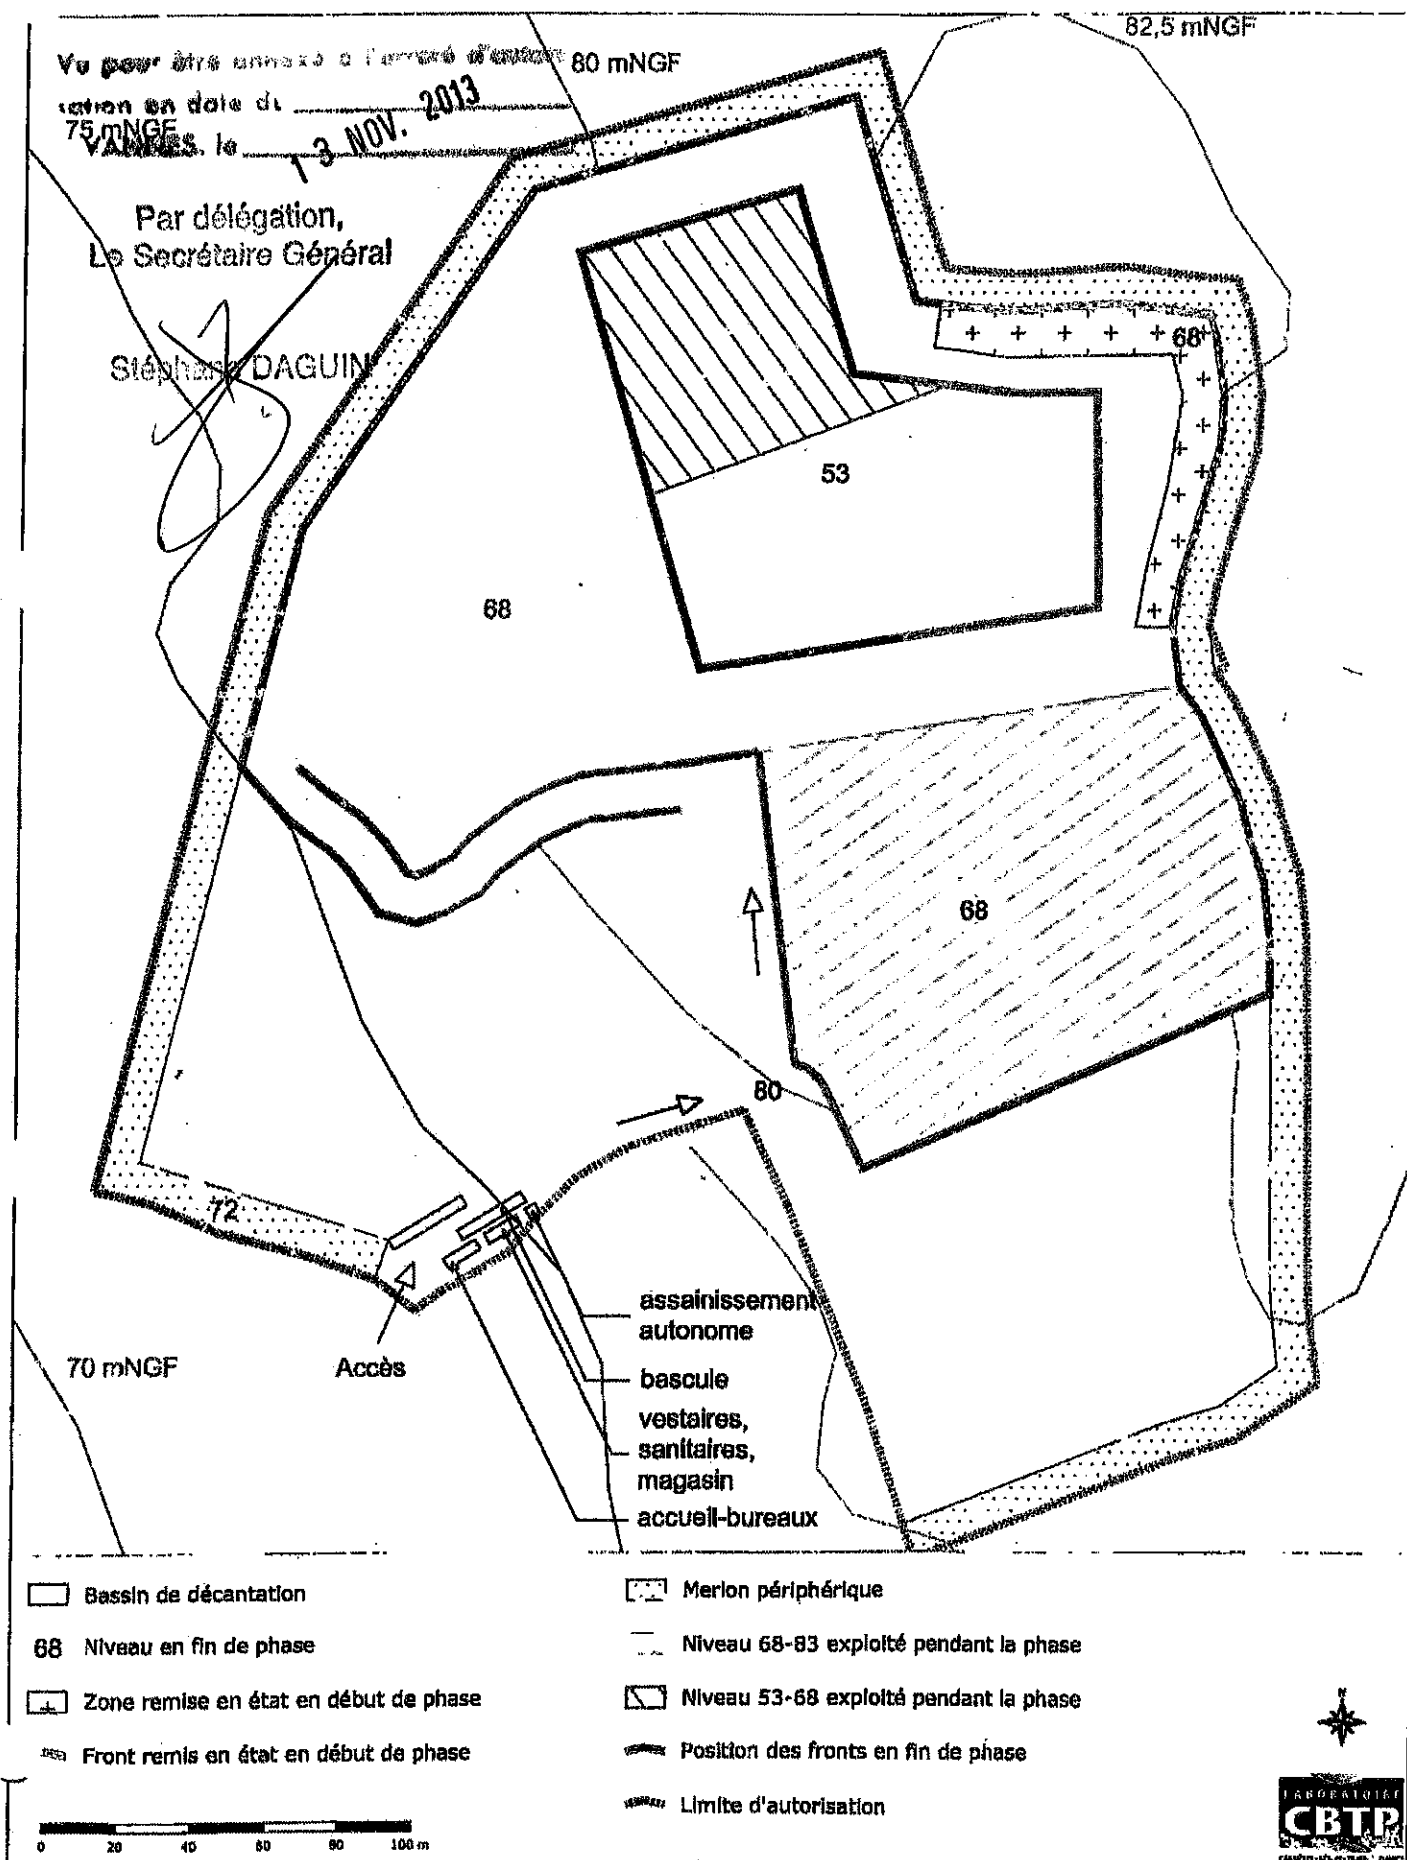 82,5 mNGF
Vu pour être annexé à l'arrêté d'autori
sation en date du
80 mNGF
75 mNGF
VANNES, le
13 NOV. 2013
Par délégation,
Le Secrétaire Général
Stéphane DAGUIN
68
53
68
68
80
72
assainissement
autonome
70 mNGF
Accès
bascule
vestaires,
sanitaires,
magasin
accueil-bureaux
Bassin de décantation
Merlon périphérique
68 Niveau en fin de phase
Niveau 68-83 exploité pendant la phase
Zone remise en état en début de phase
Niveau 53-68 exploité pendant la phase
Front remis en état en début de phase
Position des fronts en fin de phase
Limite d'autorisation
N
0 20 40 60 80 100 m
LABORATOIRE
CBTP